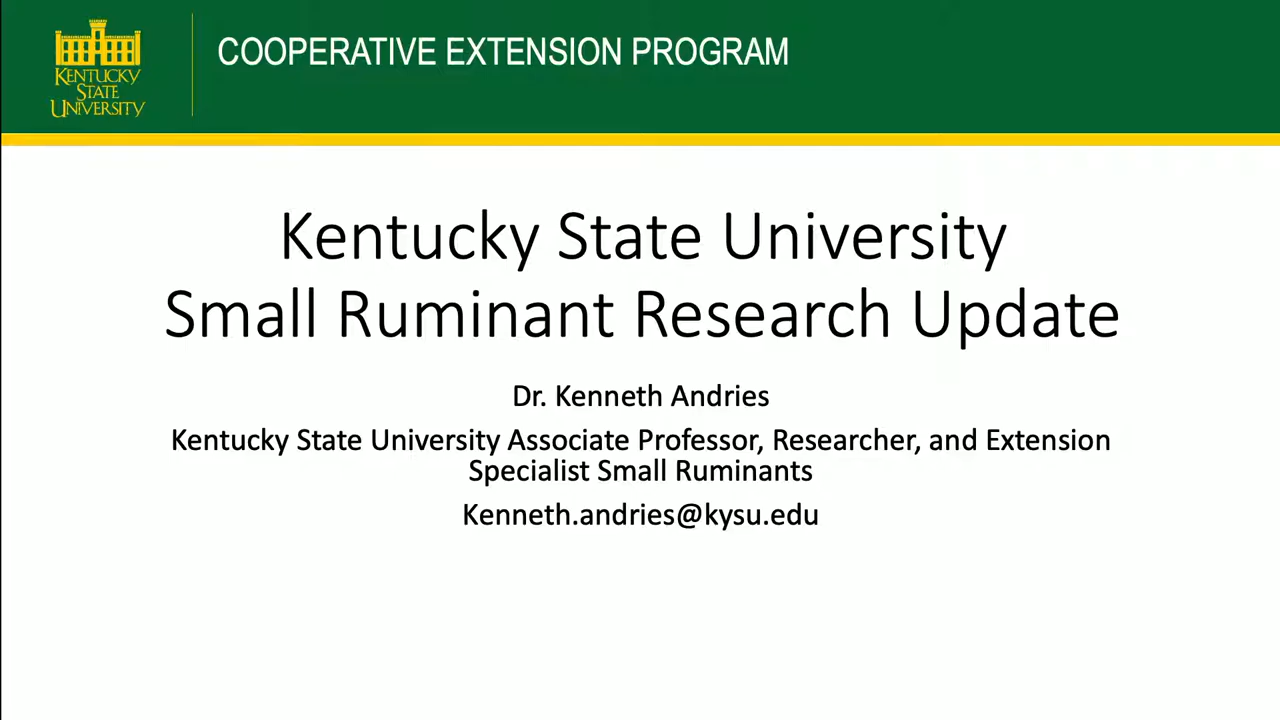 KENTUCKY
STATE
UNIVERSITY
COOPERATIVE EXTENSION PROGRAM
Kentucky State University
Small Ruminant Research Update
Dr. Kenneth Andries
Kentucky State University Associate Professor, Researcher, and Extension
Specialist Small Ruminants
Kenneth.andries@kysu.edu